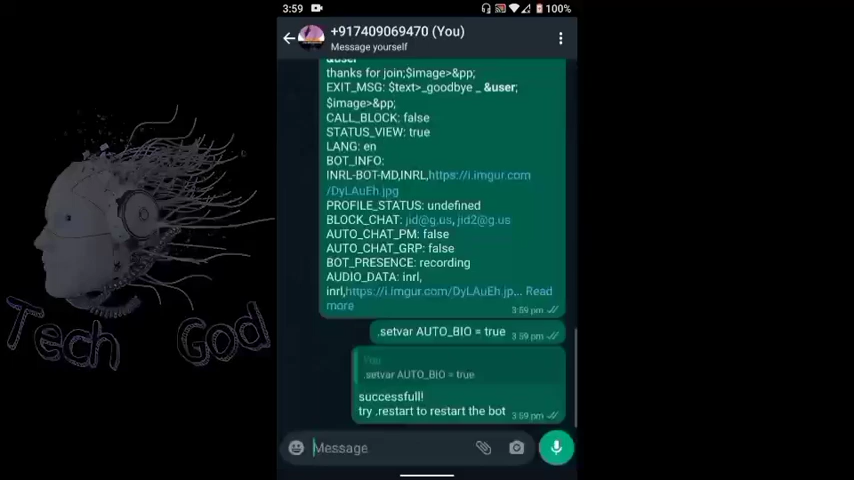 3:59
100%
+917409069470 (You)
Message yourself
&user
thanks for join;$image>&pp;
EXIT_MSG: $text>_goodbye _ &user;
$image>&pp;
CALL_BLOCK: false
STATUS_VIEW: true
LANG: en
BOT_INFO:
INRL-BOT-MD,INRL,https://i.imgur.com
/DyLAuEh.jpg
PROFILE_STATUS: undefined
BLOCK_CHAT: jid@g.us, jid2@g.us
AUTO_CHAT_PM: false
AUTO_CHAT_GRP: false
BOT_PRESENCE: recording
AUDIO_DATA: inrl,
inrl,https://i.imgur.com/DyLAuEh.jp... Read
more
3:59 pm
.setvar AUTO_BIO = true 3:59 pm
You
.setvar AUTO_BIO = true
successfull!
try .restart to restart the bot 3:59 pm
Message
Tech God